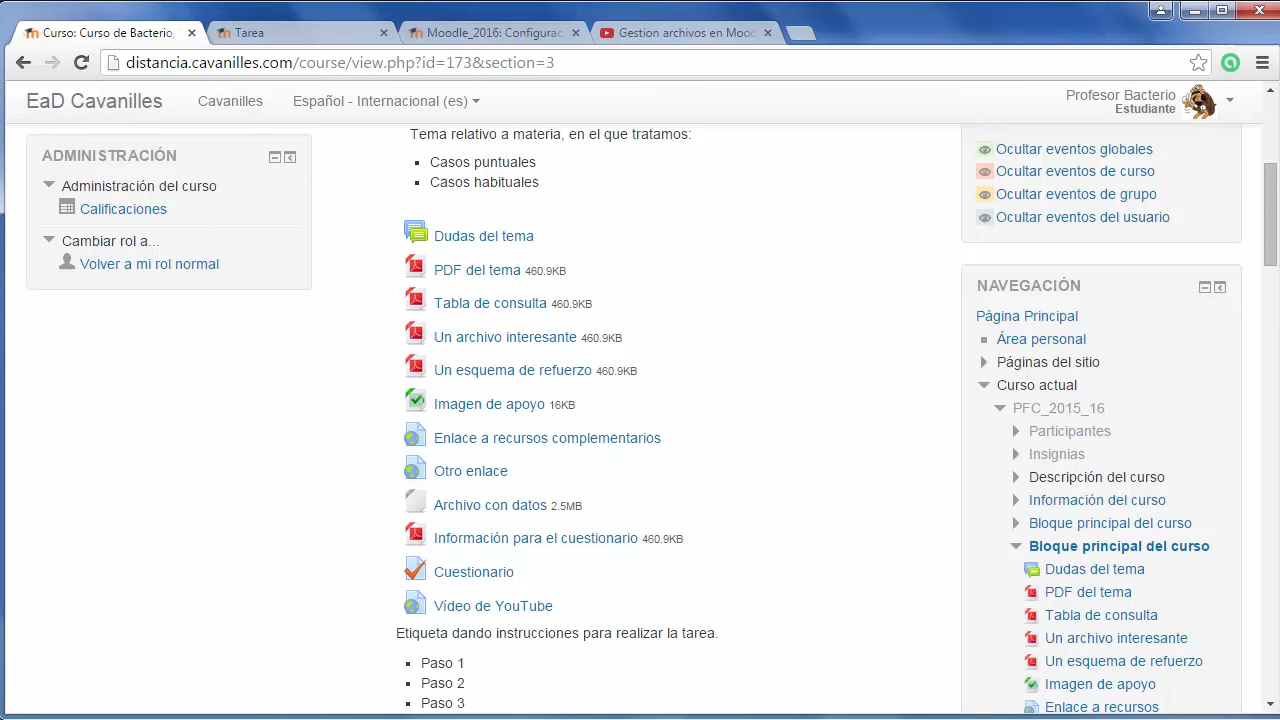 Curso: Curso de Bacterio,
Tarea
Moodle_2016: Configurac
Gestion archivos en Mood
distancia.cavanilles.com/course/view.php?id=173&section=3
EaD Cavanilles
Cavanilles
Español - Internacional (es)
Profesor Bacterio
Estudiante
ADMINISTRACIÓN
Administración del curso
Calificaciones
Cambiar rol a...
Volver a mi rol normal
Tema relativo a materia, en el que tratamos:
Casos puntuales
Casos habituales
Dudas del tema
PDF del tema 460.9KB
Tabla de consulta 460.9KB
Un archivo interesante 460.9KB
Un esquema de refuerzo 460.9KB
Imagen de apoyo 16KB
Enlace a recursos complementarios
Otro enlace
Archivo con datos 2.5MB
Información para el cuestionario 460.9KB
Cuestionario
Vídeo de YouTube
Etiqueta dando instrucciones para realizar la tarea.
Paso 1
Paso 2
Paso 3
Ocultar eventos globales
Ocultar eventos de curso
Ocultar eventos de grupo
Ocultar eventos del usuario
NAVEGACIÓN
Página Principal
Área personal
Páginas del sitio
Curso actual
PFC_2015_16
Participantes
Insignias
Descripción del curso
Información del curso
Bloque principal del curso
Bloque principal del curso
Dudas del tema
PDF del tema
Tabla de consulta
Un archivo interesante
Un esquema de refuerzo
Imagen de apoyo
Enlace a recursos